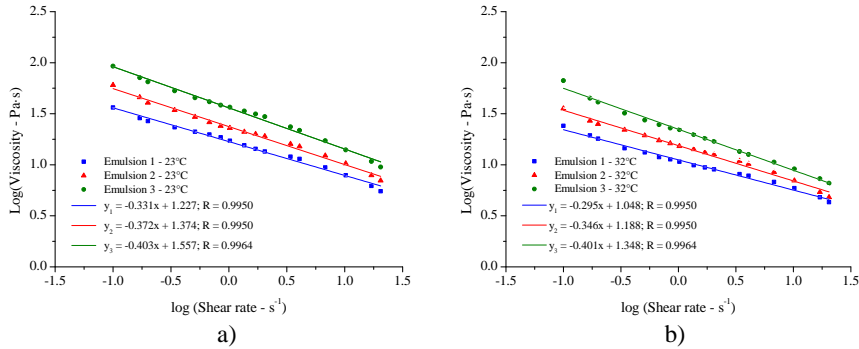 2.5
2.0
1.5
1.0
0.5
0.0
Log(Viscosity - Pa·s)
Emulsion 1 - 23°C
Emulsion 2 - 23°C
Emulsion 3 - 23°C
y₁ = -0.331x + 1.227; R = 0.9950
y₂ = -0.372x + 1.374; R = 0.9950
y₃ = -0.403x + 1.557; R = 0.9964
-1.5 -1.0 -0.5 0.0 0.5 1.0 1.5
log (Shear rate - s⁻¹)
a)
2.5
2.0
1.5
1.0
0.5
0.0
Log(Viscosity - Pa·s)
Emulsion 1 - 32°C
Emulsion 2 - 32°C
Emulsion 3 - 32°C
y₁ = -0.295x + 1.048; R = 0.9950
y₂ = -0.346x + 1.188; R = 0.9950
y₃ = -0.401x + 1.348; R = 0.9964
-1.5 -1.0 -0.5 0.0 0.5 1.0 1.5
log (Shear rate - s⁻¹)
b)